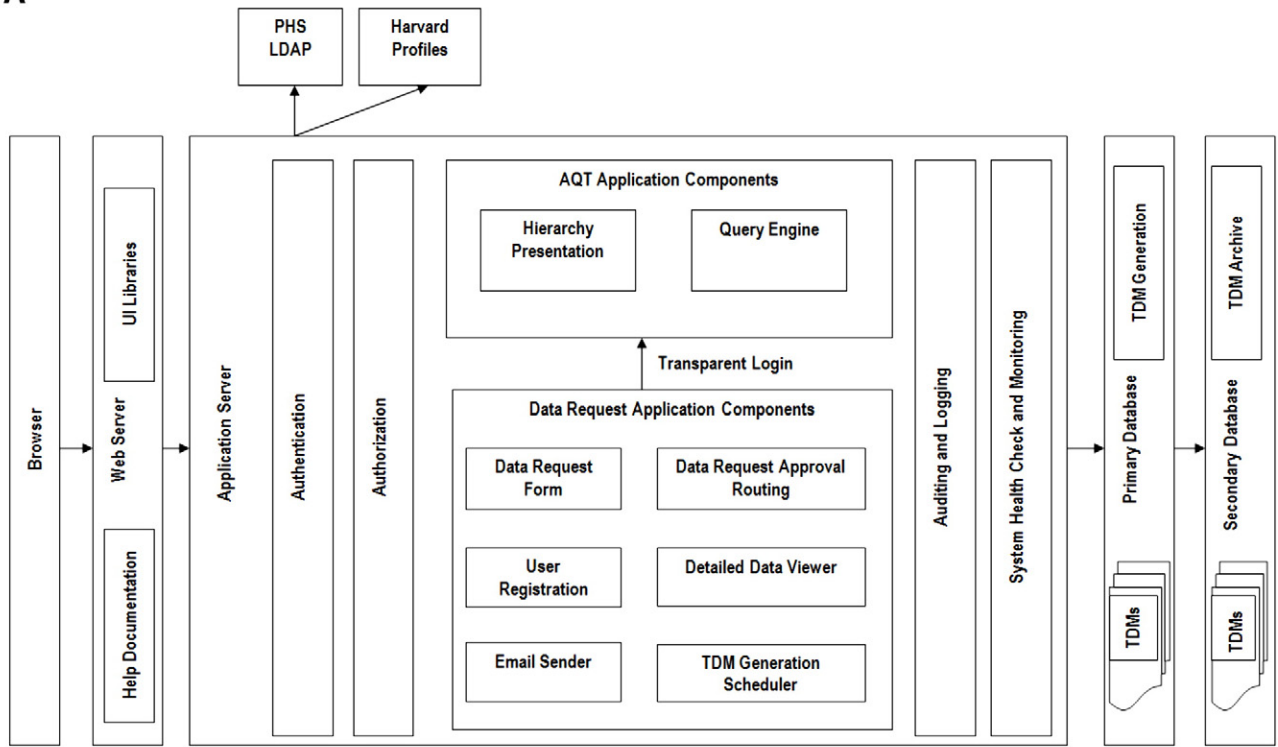 A
PHS
LDAP
Harvard
Profiles
Browser
UI Libraries
Web Server
Help Documentation
Application Server
Authentication
Authorization
AQT Application Components
Hierarchy
Presentation
Query Engine
Transparent Login
Data Request Application Components
Data Request
Form
Data Request Approval
Routing
User
Registration
Detailed Data Viewer
Email Sender
TDM Generation
Scheduler
Auditing and Logging
System Health Check and Monitoring
TDM Generation
Primary Database
TDMs
TDM Archive
Secondary Database
TDMs